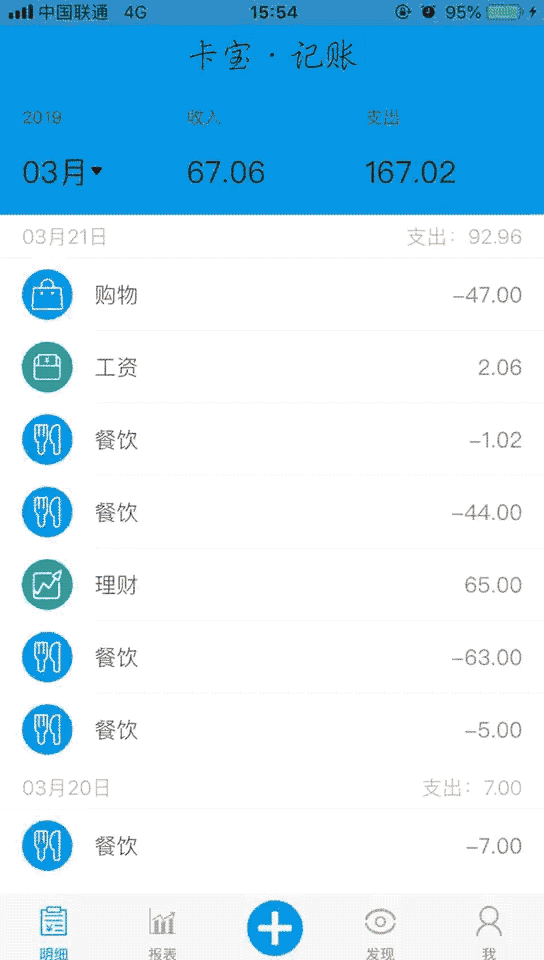 中国联通 4G 15:54 95%
卡宝·记账
2019 收入 支出
03月 67.06 167.02
03月21日 支出：92.96
购物 -47.00
¥
工资 2.06
餐饮 -1.02
餐饮 -44.00
理财 65.00
餐饮 -63.00
餐饮 -5.00
03月20日 支出：7.00
餐饮 -7.00
¥
明细 报表 发现 我